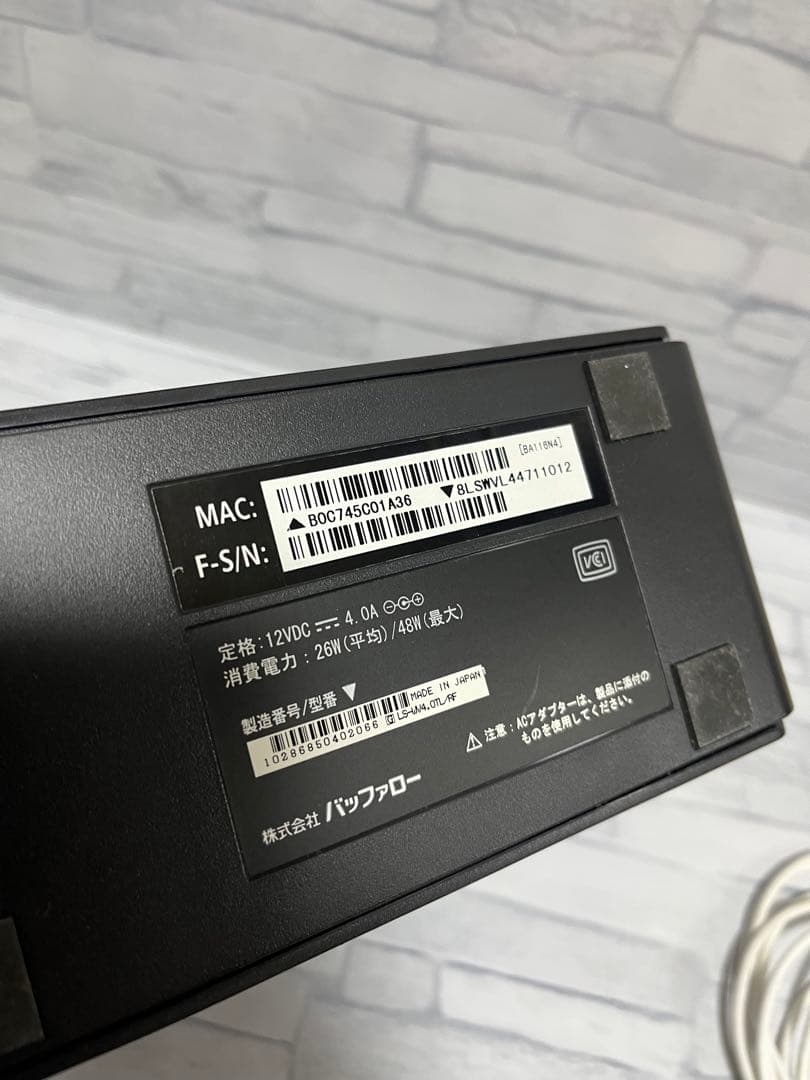 [BA116N4]
MAC:
▲B0C745C01A36 ▼8LSWVL44711012
F-S/N:
VCI
定格:12VDC ⎓ 4.0A
消費電力:26W(平均)/48W(最大)
製造番号/型番▼
MADE IN JAPAN
10286850402066 G LS-WV4.0TL/RF
⚠注意:ACアダプターは、製品に添付の
ものを使用してください。
株式会社バッファロー